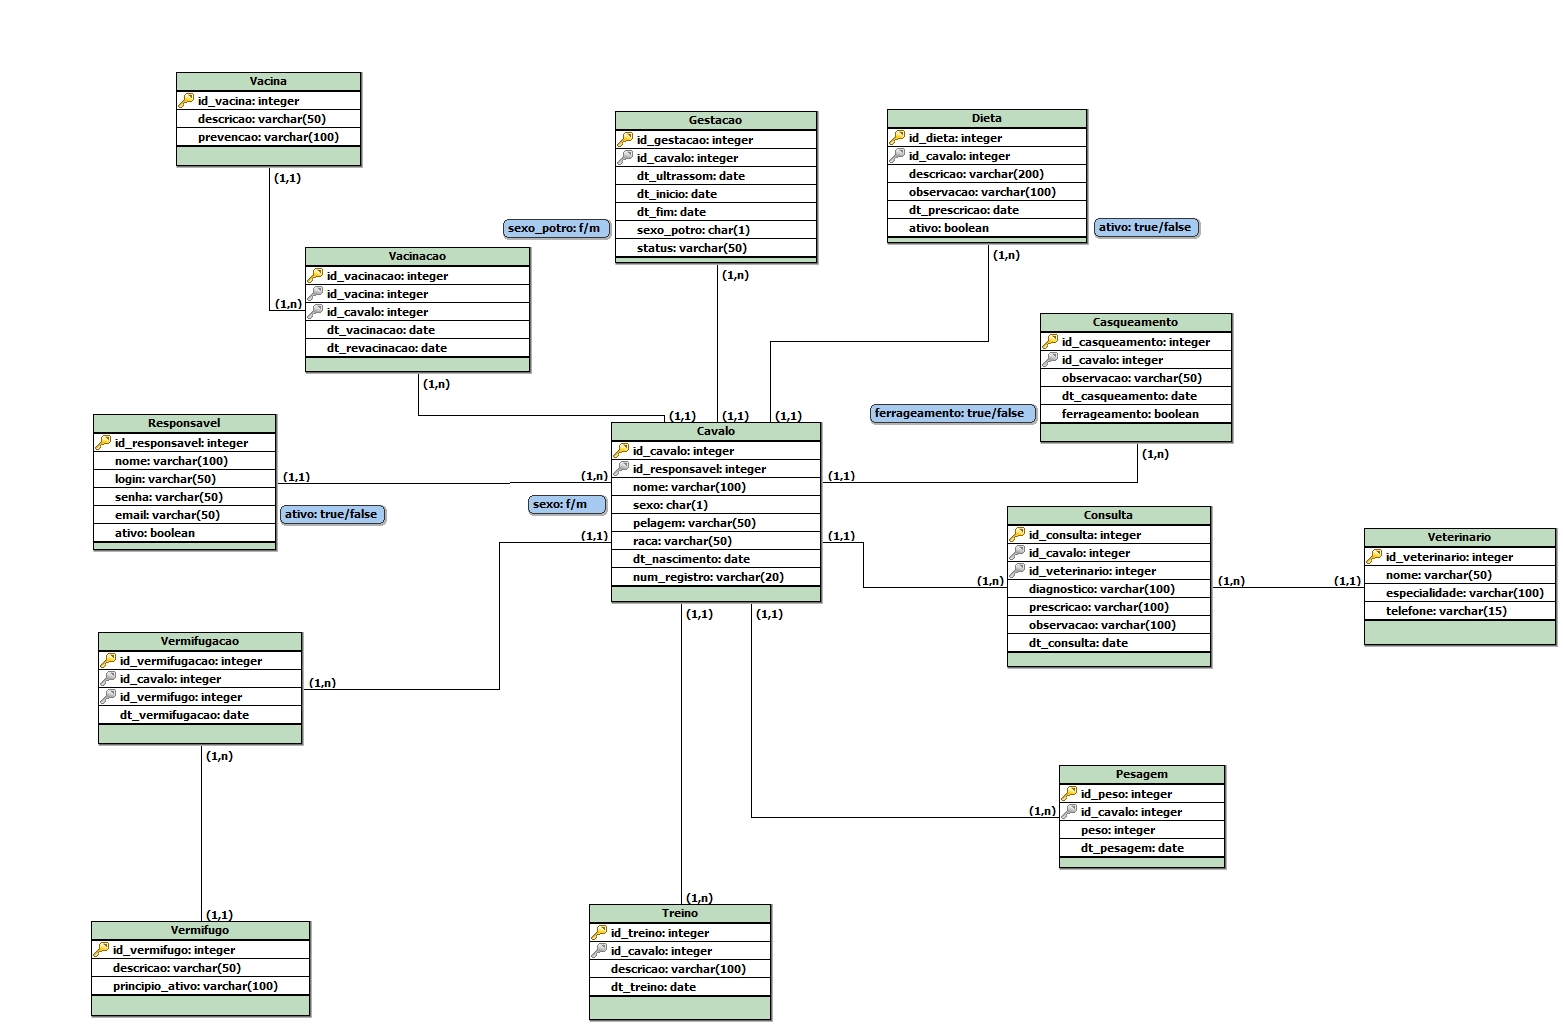 Vacina
id_vacina: integer
descricao: varchar(50)
prevencao: varchar(100)
(1,1)
(1,n)
Vacinacao
id_vacinacao: integer
id_vacina: integer
id_cavalo: integer
dt_vacinacao: date
dt_revacinacao: date
(1,n)
(1,1)
Gestacao
id_gestacao: integer
id_cavalo: integer
dt_ultrassom: date
dt_inicio: date
dt_fim: date
sexo_potro: char(1)
status: varchar(50)
sexo_potro: f/m
(1,n)
(1,1)
Dieta
id_dieta: integer
id_cavalo: integer
descricao: varchar(200)
observacao: varchar(100)
dt_prescricao: date
ativo: boolean
ativo: true/false
(1,n)
(1,1)
Casqueamento
id_casqueamento: integer
id_cavalo: integer
observacao: varchar(50)
dt_casqueamento: date
ferrageamento: boolean
ferrageamento: true/false
(1,n)
(1,1)
Responsavel
id_responsavel: integer
nome: varchar(100)
login: varchar(50)
senha: varchar(50)
email: varchar(50)
ativo: boolean
ativo: true/false
(1,1)
(1,n)
Cavalo
id_cavalo: integer
id_responsavel: integer
nome: varchar(100)
sexo: char(1)
pelagem: varchar(50)
raca: varchar(50)
dt_nascimento: date
num_registro: varchar(20)
sexo: f/m
(1,1)
(1,1)
(1,n)
Consulta
id_consulta: integer
id_cavalo: integer
id_veterinario: integer
diagnostico: varchar(100)
prescricao: varchar(100)
observacao: varchar(100)
dt_consulta: date
(1,n)
(1,1)
Veterinario
id_veterinario: integer
nome: varchar(50)
especialidade: varchar(100)
telefone: varchar(15)
(1,1)
(1,1)
Vermifugacao
id_vermifugacao: integer
id_cavalo: integer
id_vermifugo: integer
dt_vermifugacao: date
(1,n)
(1,n)
(1,1)
Vermifugo
id_vermifugo: integer
descricao: varchar(50)
principio_ativo: varchar(100)
Pesagem
id_peso: integer
id_cavalo: integer
peso: integer
dt_pesagem: date
(1,n)
(1,n)
Treino
id_treino: integer
id_cavalo: integer
descricao: varchar(100)
dt_treino: date